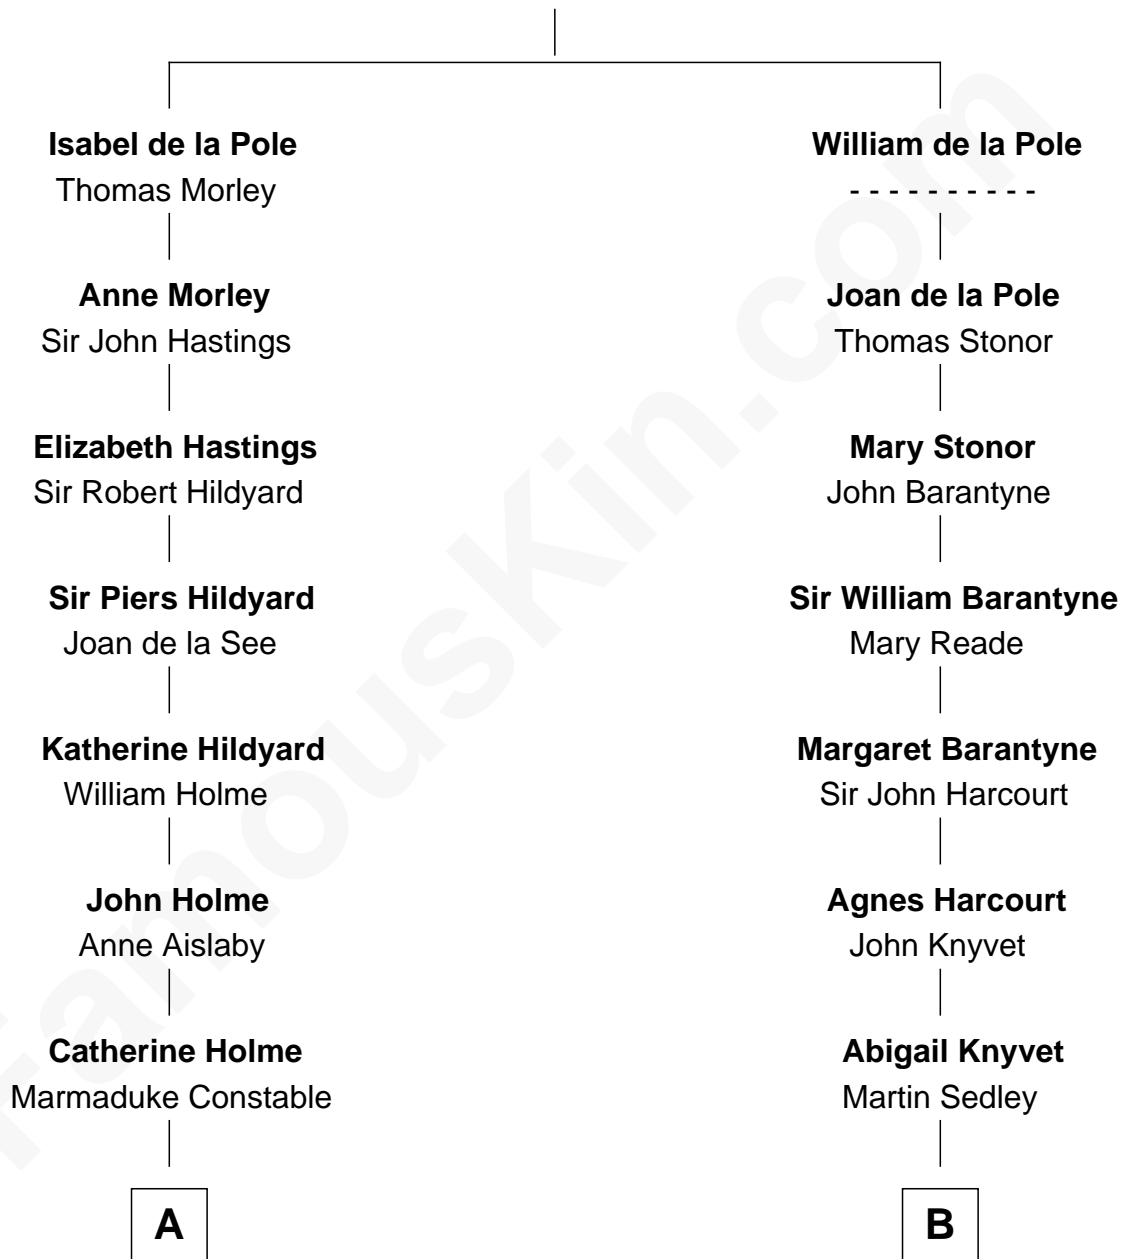 Isabel de la Pole
Thomas Morley
Anne Morley
Sir John Hastings
Elizabeth Hastings
Sir Robert Hildyard
Sir Piers Hildyard
Joan de la See
Katherine Hildyard
William Holme
John Holme
Anne Aislaby
Catherine Holme
Marmaduke Constable
A
William de la Pole
- - - - - - - - - -
Joan de la Pole
Thomas Stonor
Mary Stonor
John Barantyne
Sir William Barantyne
Mary Reade
Margaret Barantyne
Sir John Harcourt
Agnes Harcourt
John Knyvet
Abigail Knyvet
Martin Sedley
B
FamousKin.com